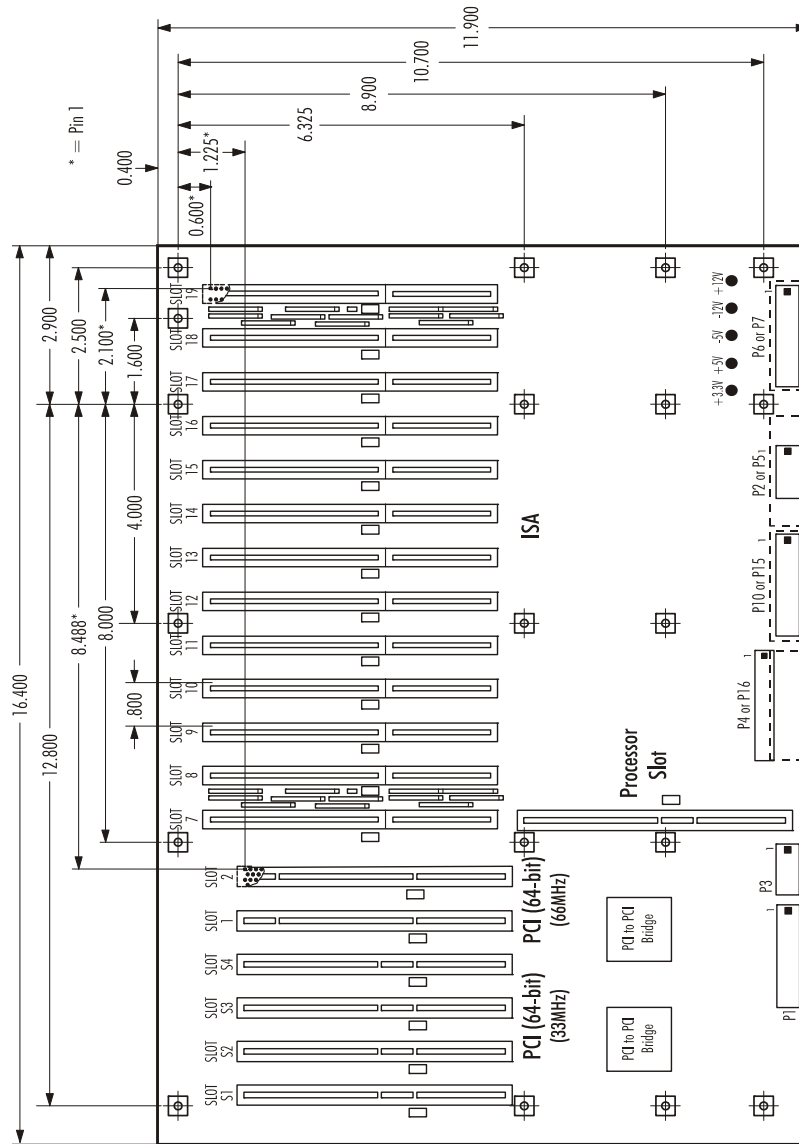 16.400
12.800
2.900
8.488*
2.500
8.000
2.100*
4.000
1.600
.800
* = Pin 1
0.400
0.600*
1.225*
6.325
8.900
10.700
11.900
SLOT
S1
SLOT
S2
SLOT
S3
SLOT
S4
SLOT
1
SLOT
2
SLOT
7
SLOT
8
SLOT
9
SLOT
10
SLOT
11
SLOT
12
SLOT
13
SLOT
14
SLOT
15
SLOT
16
SLOT
17
SLOT
18
SLOT
19
PCI (64-bit)
(33MHz)
PCI (64-bit)
(66MHz)
ISA
Processor
Slot
PCI to PCI
Bridge
PCI to PCI
Bridge
+3.3V
+5V
-5V
-12V
+12V
P1
1
P3
1
P4 or P16
1
P10 or P15
1
P2 or P5
1
P6 or P7
1